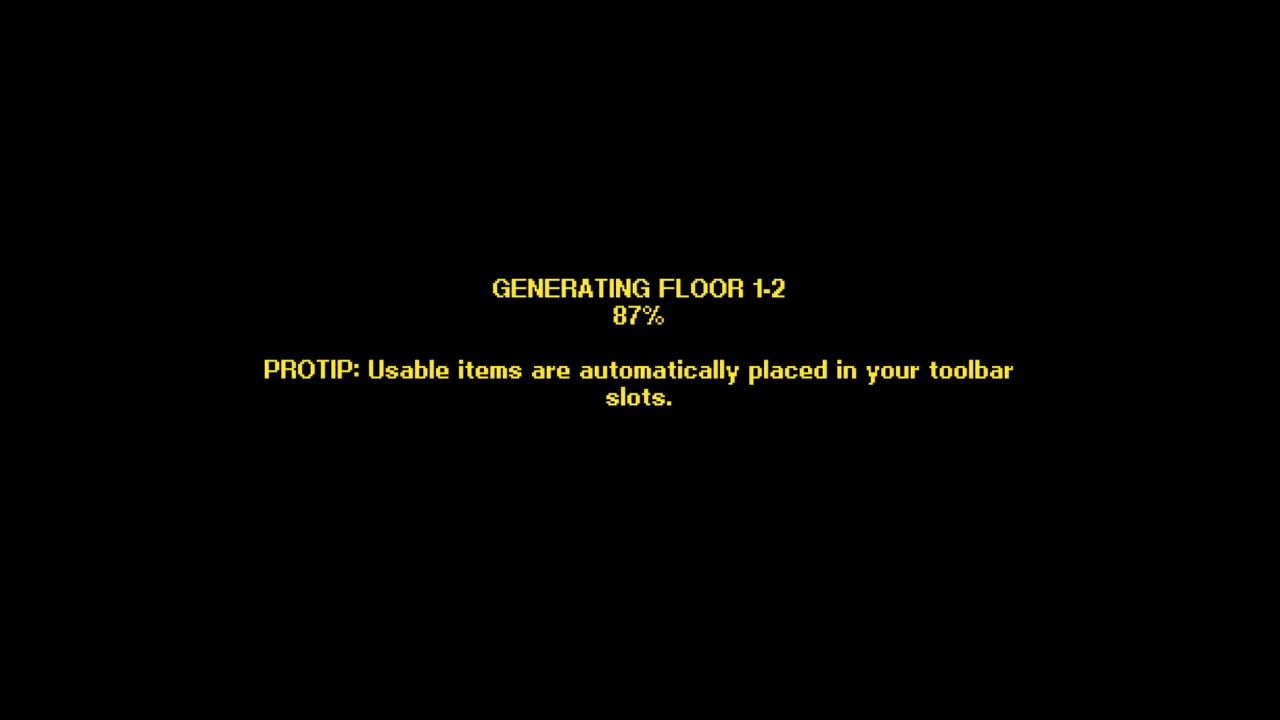 GENERATING FLOOR 1-2
87%
PROTIP: Usable items are automatically placed in your toolbar
slots.